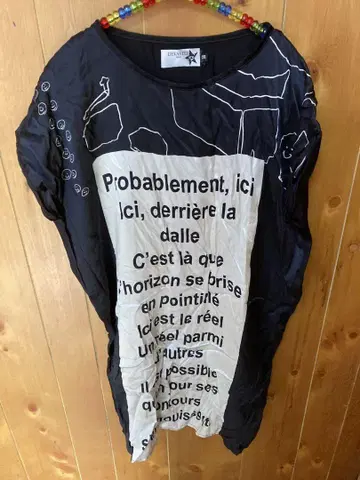 Probablement, ici
Ici, derrière la
dalle
C'est là que
l'horizon se brise
en pointillé
Ici est le réel
Un réel parmi
d'autres
possible
Il